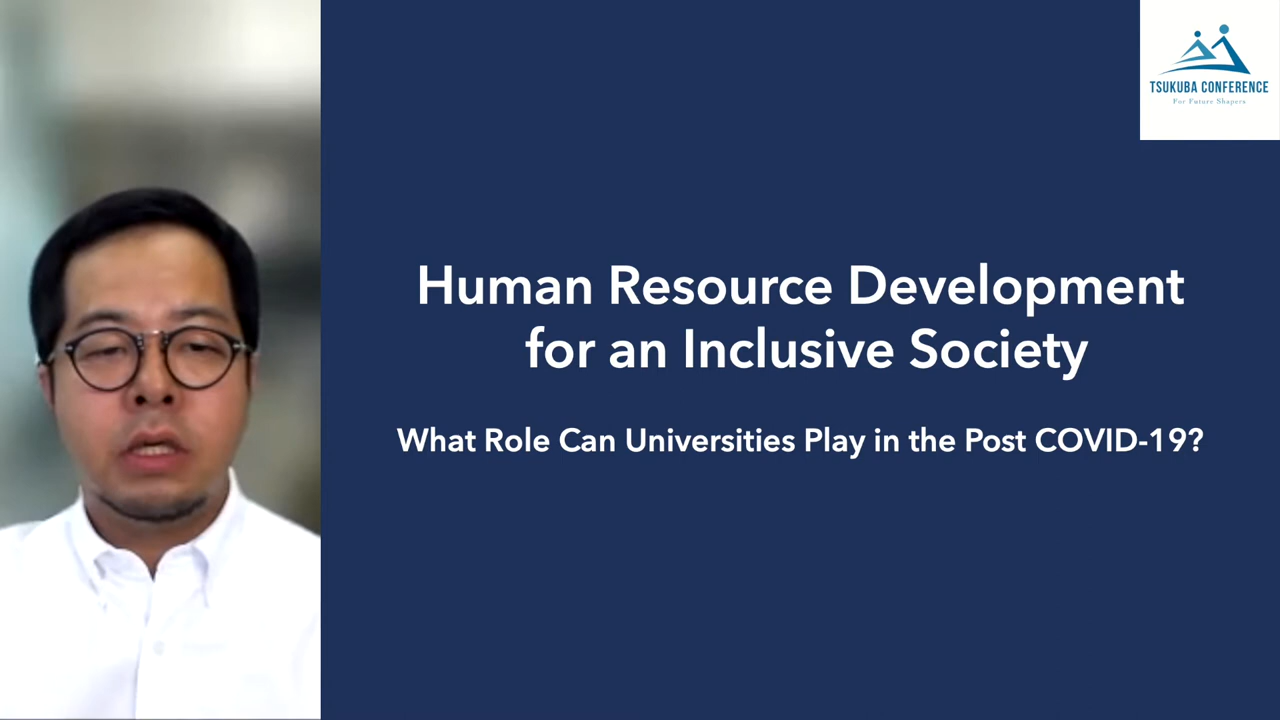 TSUKUBA CONFERENCE
For Future Shapers
Human Resource Development
for an Inclusive Society
What Role Can Universities Play in the Post COVID-19?